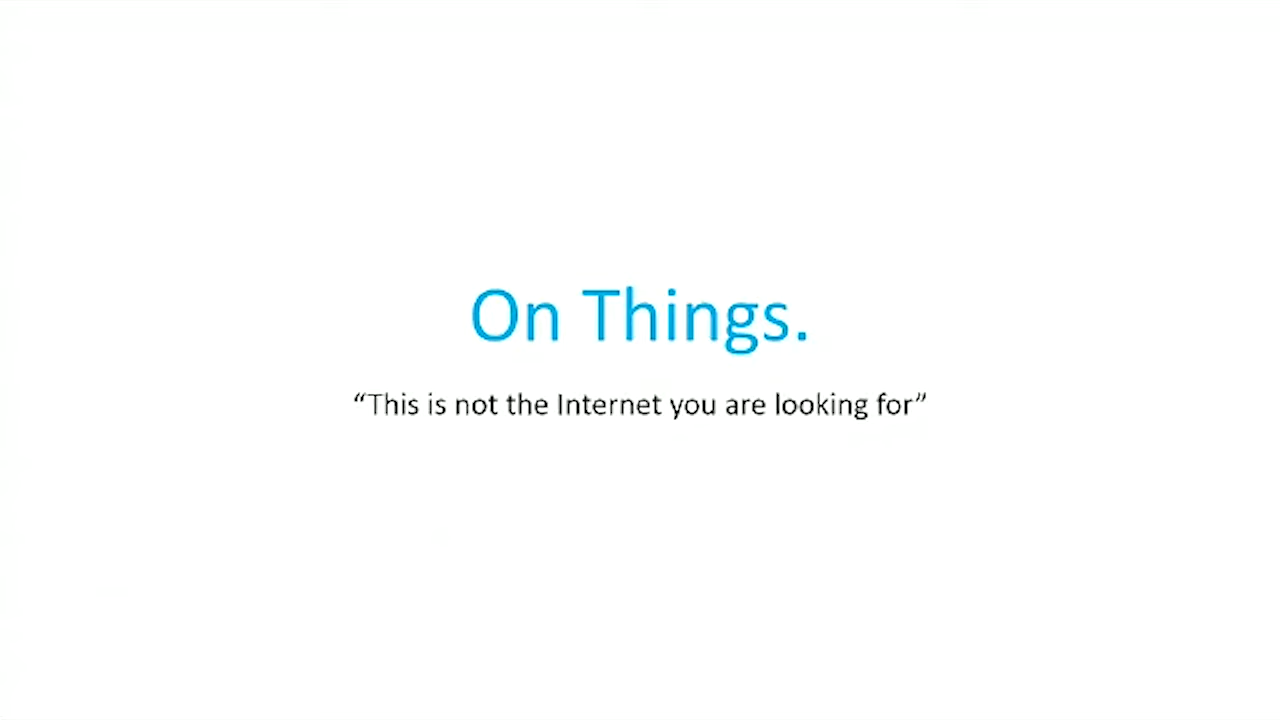 On Things.
“This is not the Internet you are looking for”